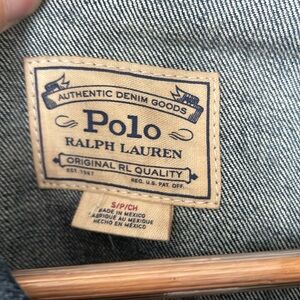 AUTHENTIC DENIM GOODS
Polo
RALPH LAUREN
ORIGINAL RL QUALITY
EST. 1967
REG. U.S. PAT. OFF.
S/P/CH
MADE IN MEXICO
FABRIQUÉ AU MEXIQUE
HECHO EN MÉXICO